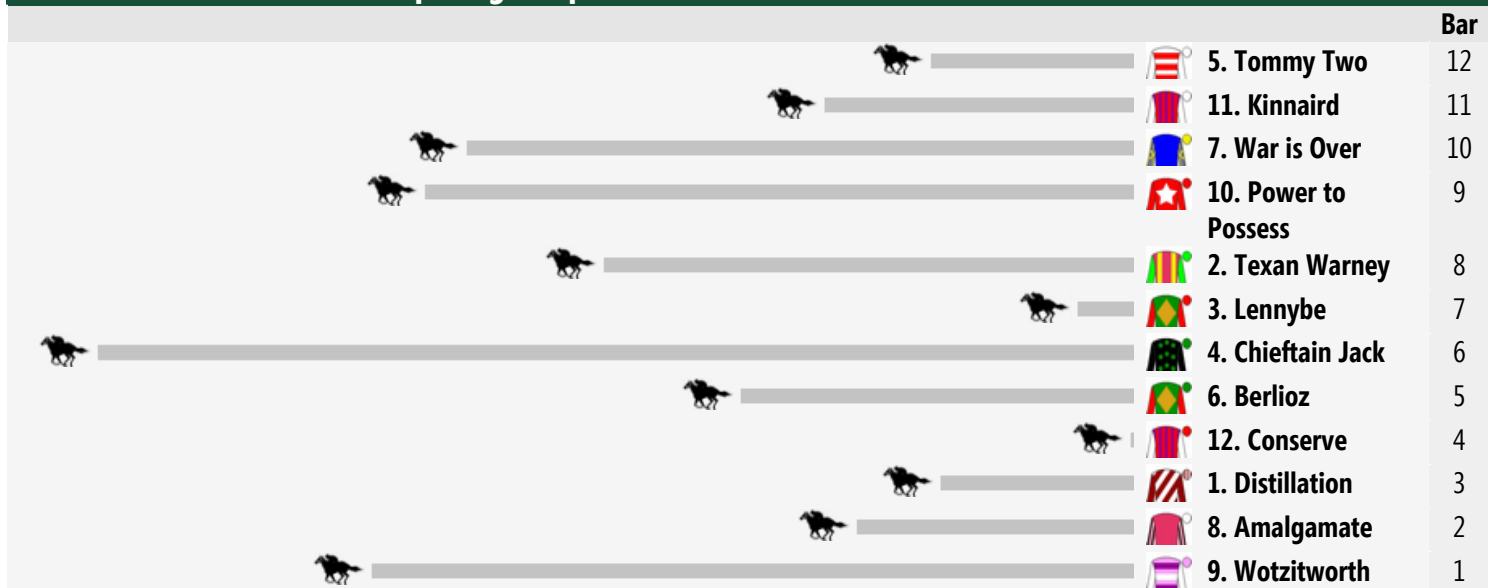 Bar
5. Tommy Two 12
11. Kinnaird 11
7. War is Over 10
10. Power to 9
Possess
2. Texan Warney 8
3. Lennybe 7
4. Chieftain Jack 6
6. Berlioz 5
12. Conserve 4
1. Distillation 3
8. Amalgamate 2
9. Wotzitworth 1